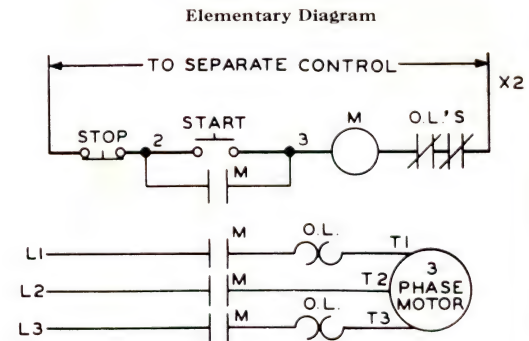 Elementary Diagram
TO SEPARATE CONTROL
X2
STOP 2 START 3 M O.L.'S
M
L1 M O.L. T1
L2 M T2
L3 M O.L. T3
3
PHASE
MOTOR